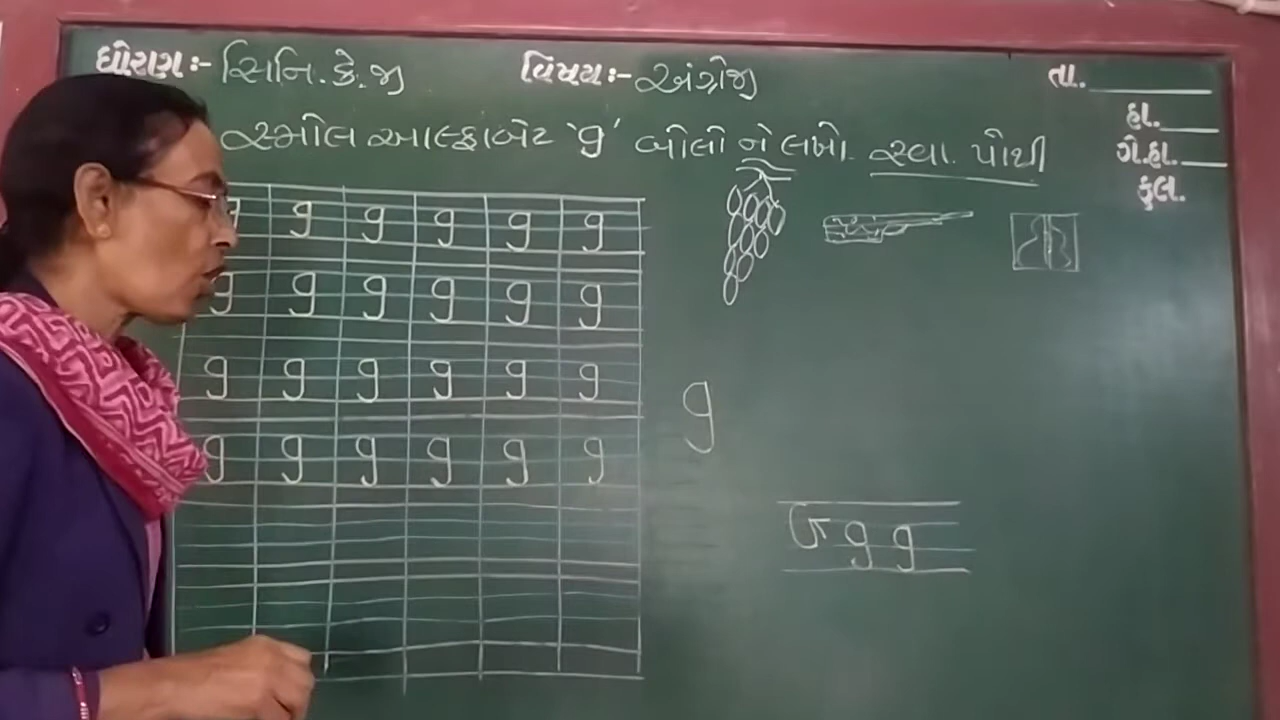 ધોરણ:- સિનિ. કે. જી વિષય:- અંગ્રેજી તા.
હા.
ગે.હા.
કુલ.
સ્મોલ આલ્ફાબેટ 'g' બોલો ને લખો. સ્વા. પોથી
g g g g g g
g g g g g g
g g g g g g
g g g g g g
g
G g g